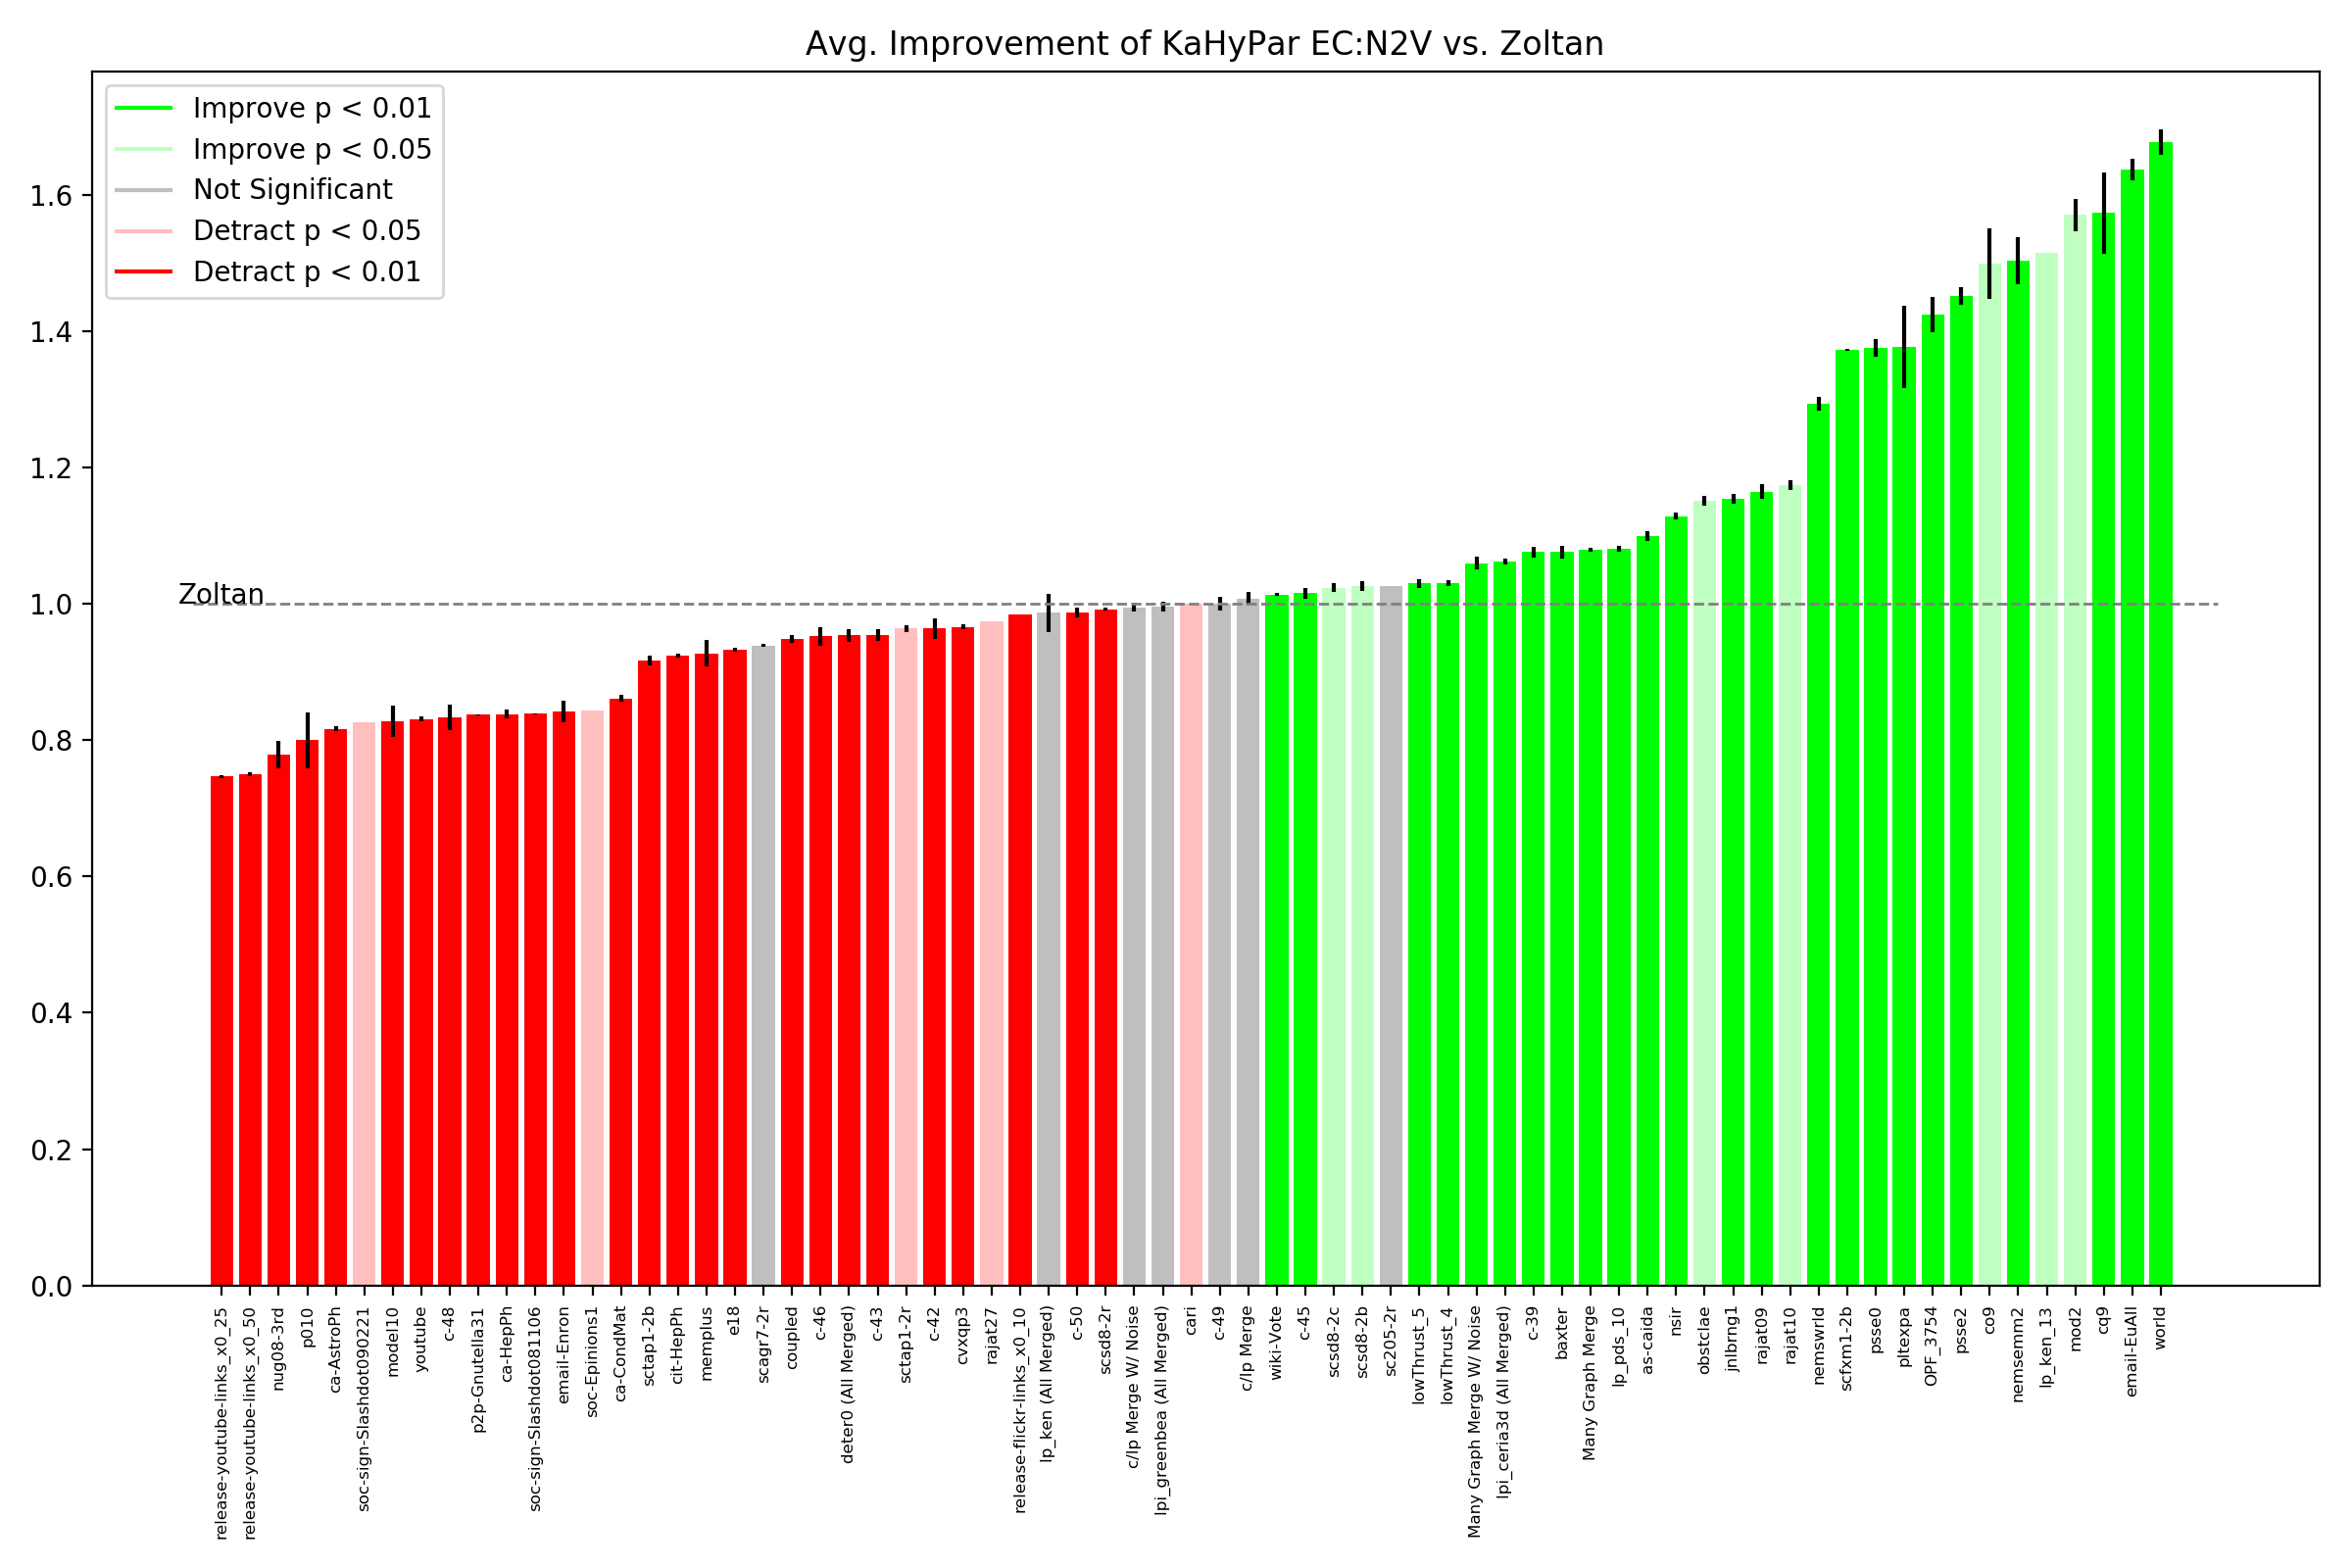 Avg. Improvement of KaHyPar EC:N2V vs. Zoltan
Improve p < 0.01
Improve p < 0.05
Not Significant
Detract p < 0.05
Detract p < 0.01
1.6
1.4
1.2
1.0
0.8
0.6
0.4
0.2
0.0
Zoltan
release-youtube-links_x0_25
release-youtube-links_x0_50
nug08-3rd
p010
ca-AstroPh
soc-sign-Slashdot090221
model10
youtube
c-48
p2p-Gnutella31
ca-HepPh
soc-sign-Slashdot081106
email-Enron
soc-Epinions1
ca-CondMat
sctap1-2b
cit-HepPh
memplus
e18
scagr7-2r
coupled
c-46
deter0 (All Merged)
c-43
sctap1-2r
c-42
cvxqp3
rajat27
release-flickr-links_x0_10
lp_ken (All Merged)
c-50
scsd8-2r
c/lp Merge W/ Noise
lpi_greenbea (All Merged)
cari
c-49
c/lp Merge
wiki-Vote
c-45
scsd8-2c
scsd8-2b
sc205-2r
lowThrust_5
lowThrust_4
Many Graph Merge W/ Noise
lpi_ceria3d (All Merged)
c-39
baxter
Many Graph Merge
lp_pds_10
as-caida
nsir
obstclae
jnlbrng1
rajat09
rajat10
nemswrld
scfxm1-2b
psse0
pltexpa
OPF_3754
psse2
co9
nemsemm2
lp_ken_13
mod2
cq9
email-EuAll
world